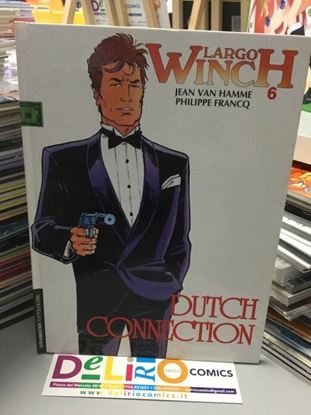 LARGO
WINCH
6
JEAN VAN HAMME
PHILIPPE FRANCQ
DUTCH
CONNECTION
DELIRIO COMICS
www.deliriocomics.it